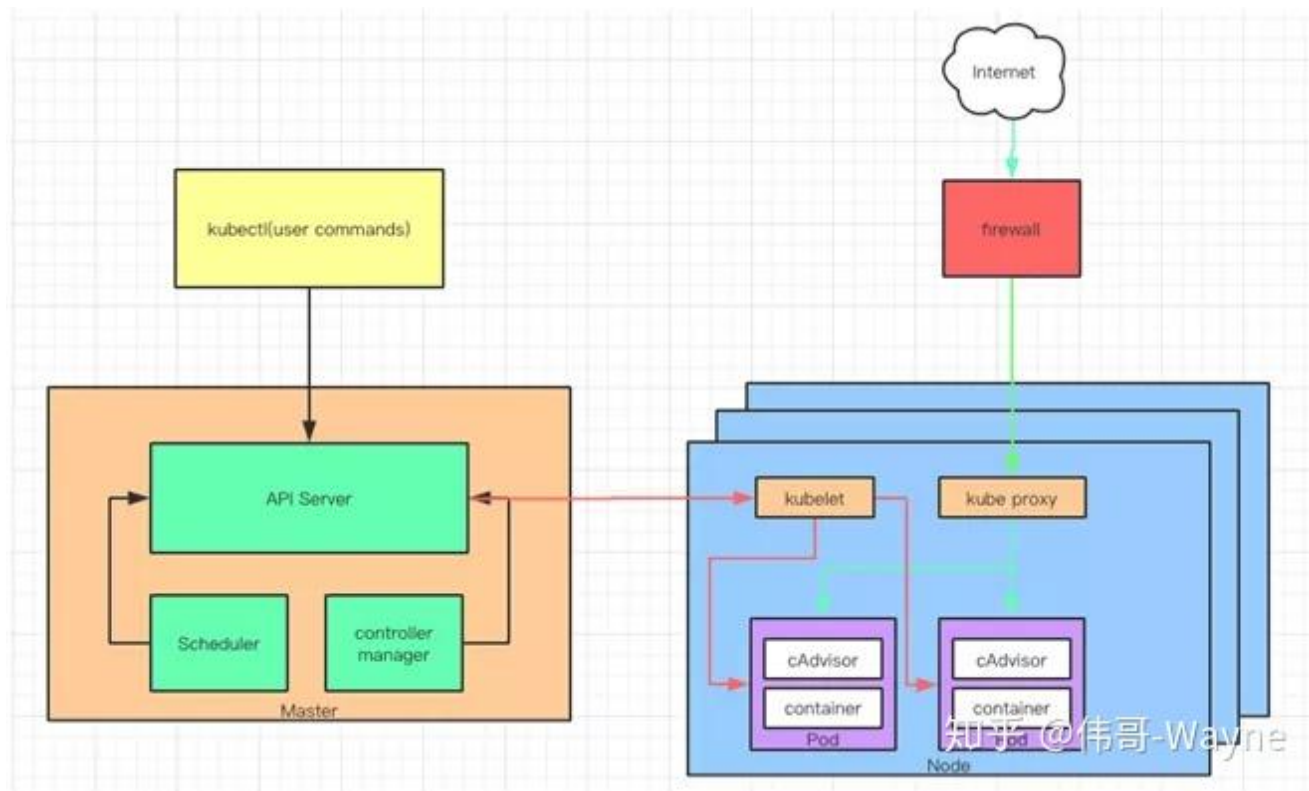 Internet
kubectl(user commands)
firewall
API Server
kubelet
kube proxy
Scheduler
controller
manager
cAdvisor
cAdvisor
container
container
Master
Pod
Pod
知乎 @伟哥-Wayne
Node